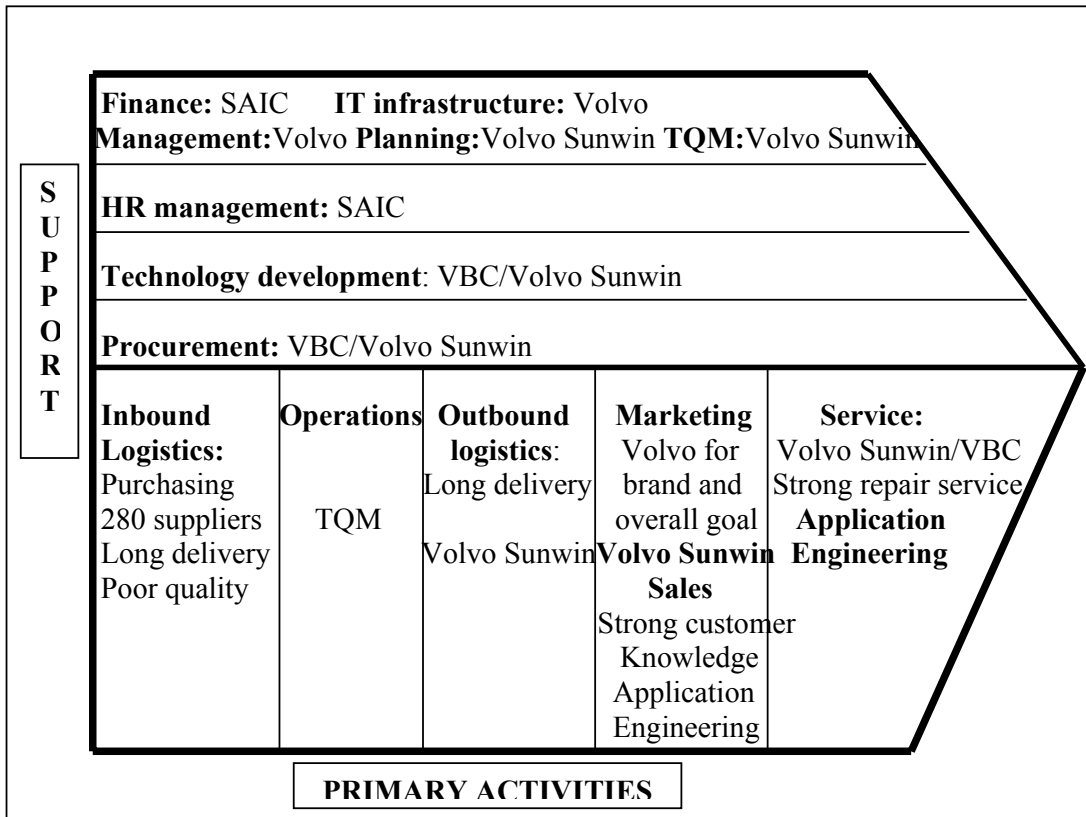 Finance: SAIC IT infrastructure: Volvo
Management:Volvo Planning:Volvo Sunwin TQM:Volvo Sunwin
HR management: SAIC
Technology development: VBC/Volvo Sunwin
Procurement: VBC/Volvo Sunwin
SUPPORT
Inbound
Logistics:
Purchasing
280 suppliers
Long delivery
Poor quality
Operations
TQM
Outbound
logistics:
Long delivery
Volvo Sunwin
Marketing
Volvo for
brand and
overall goal
Volvo Sunwin
Sales
Strong customer
Knowledge
Application
Engineering
Service:
Volvo Sunwin/VBC
Strong repair service
Application
Engineering
PRIMARY ACTIVITIES